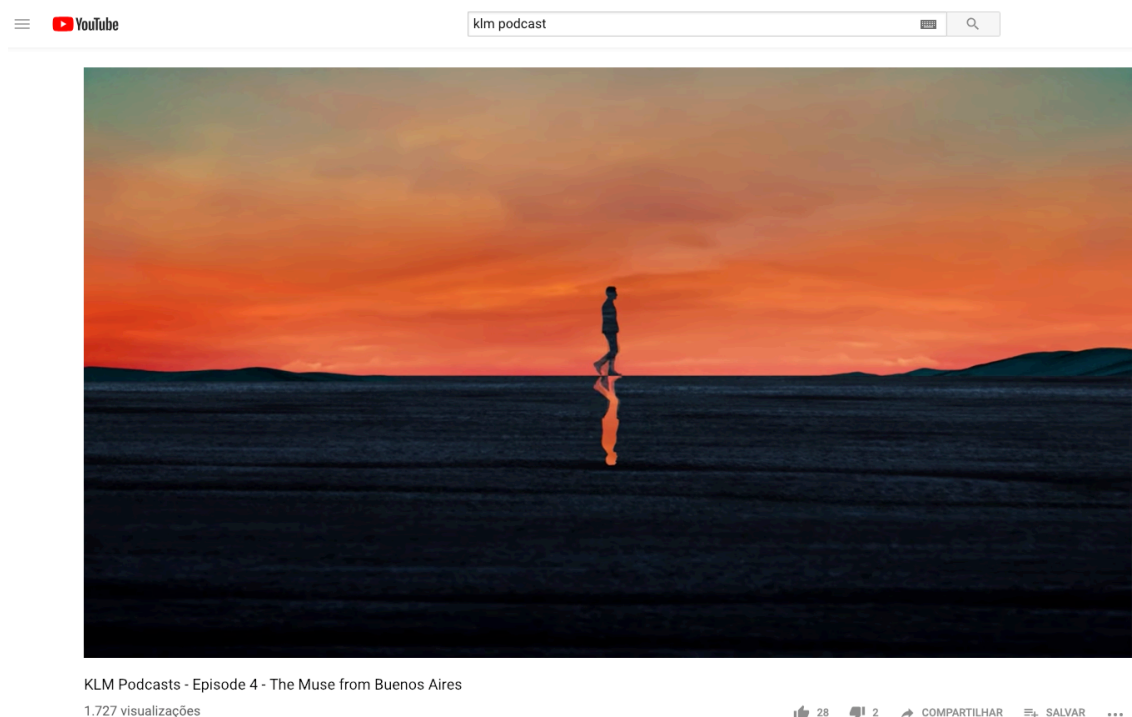 YouTube
klm podcast
KLM Podcasts - Episode 4 - The Muse from Buenos Aires
1.727 visualizações
28 2 COMPARTILHAR SALVAR